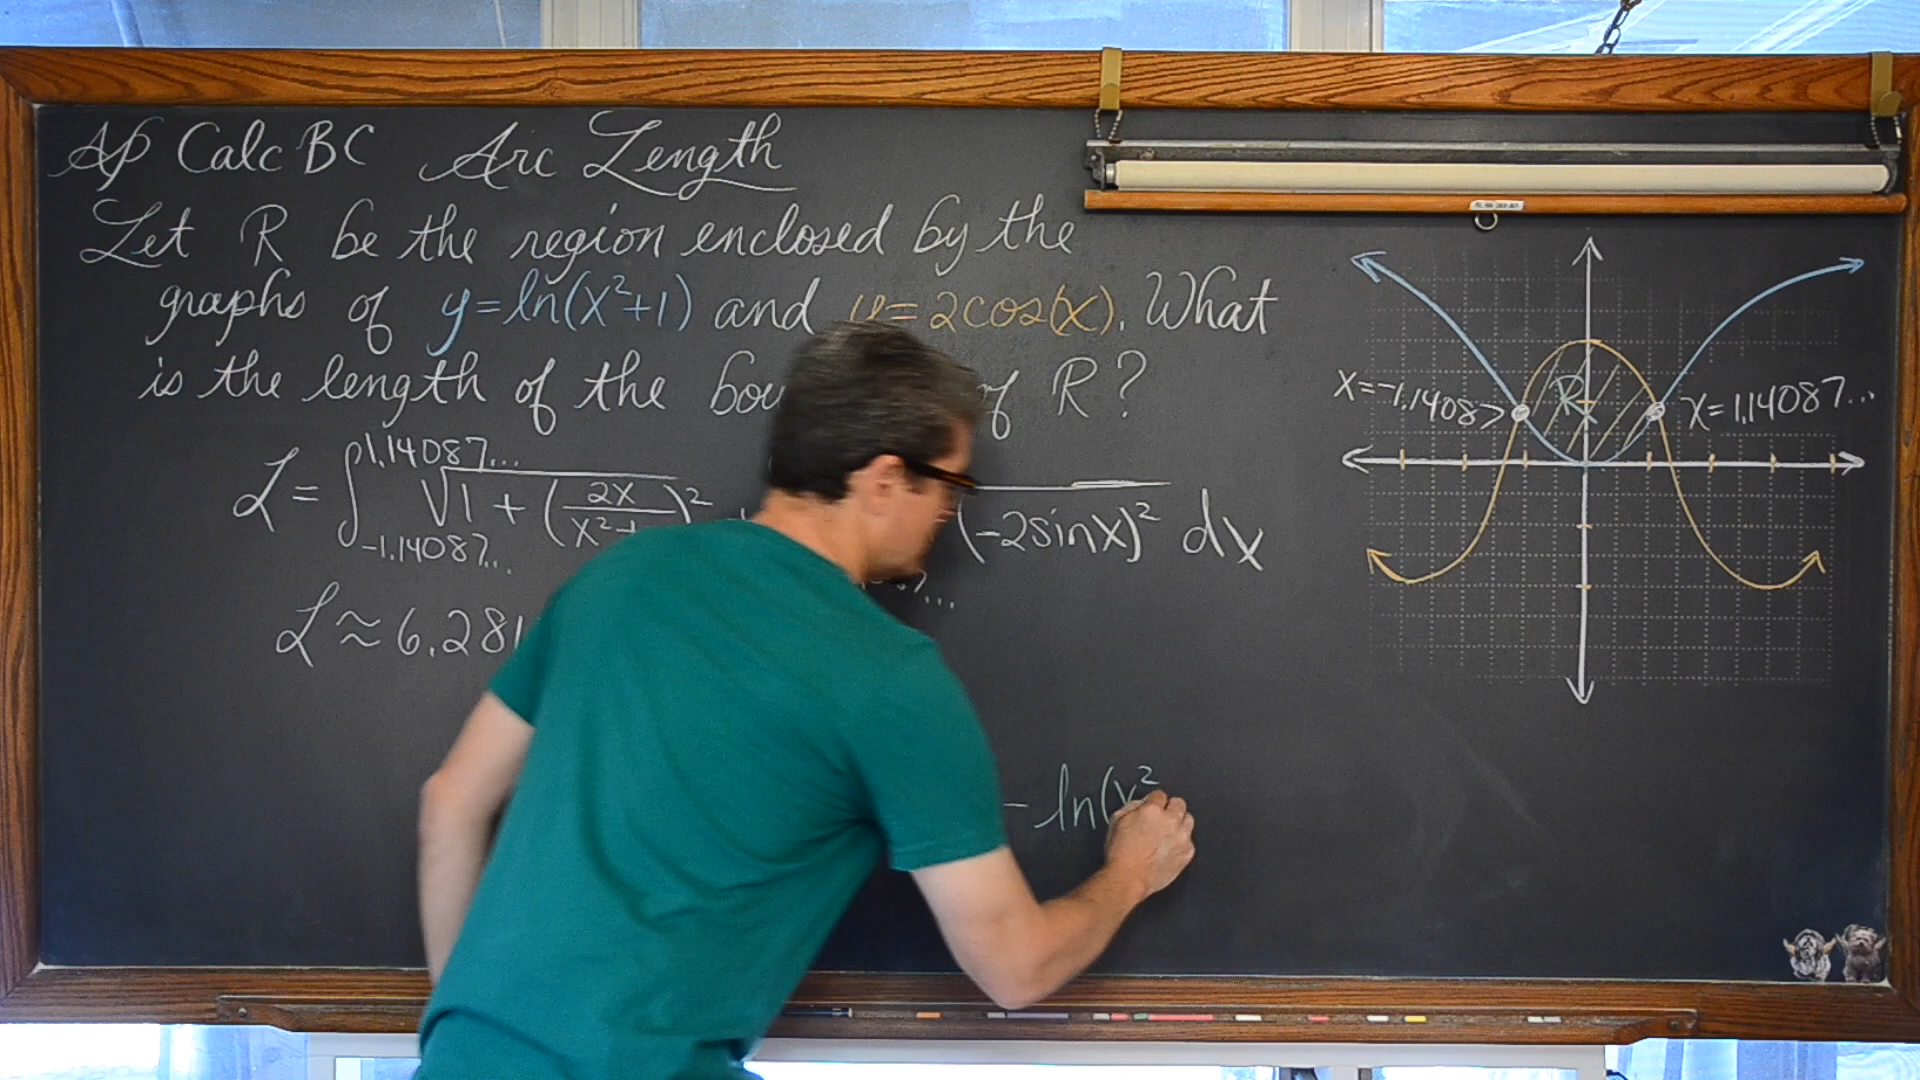 AP Calc BC Arc Length
Let R be the region enclosed by the
graphs of y=ln(x²+1) and y=2cos(x). What
is the length of the bou of R?
L = ∫ 1.14087... -1.14087... √1 + (2x/x²+ )² (-2sinx)² dx
L ≈ 6.281
- ln(x²
x=-1.14087
R
x=1.14087...